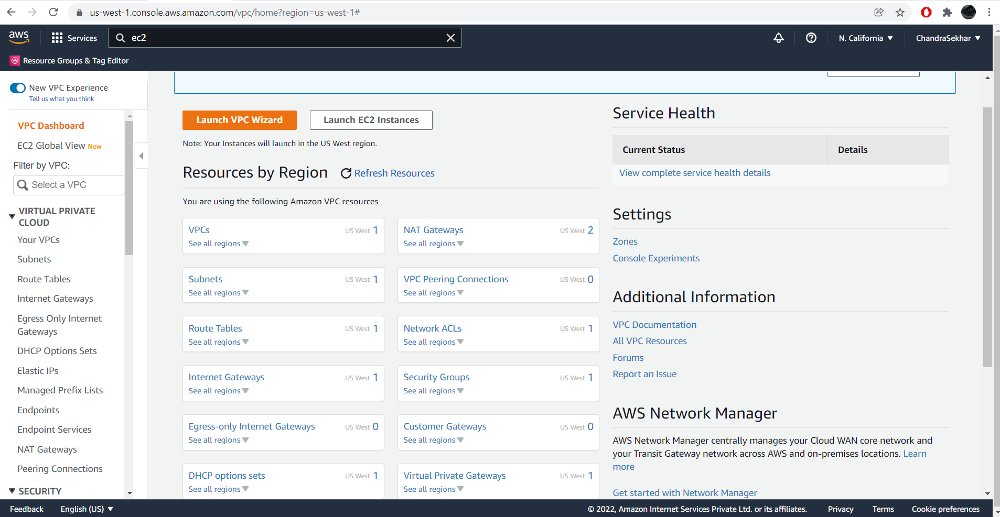 us-west-1.console.aws.amazon.com/vpc/home?region=us-west-1#
aws
Services
ec2
N. California
ChandraSekhar
Resource Groups & Tag Editor
New VPC Experience
Tell us what you think
VPC Dashboard
EC2 Global View New
Filter by VPC:
Select a VPC
VIRTUAL PRIVATE
CLOUD
Your VPCs
Subnets
Route Tables
Internet Gateways
Egress Only Internet
Gateways
DHCP Options Sets
Elastic IPs
Managed Prefix Lists
Endpoints
Endpoint Services
NAT Gateways
Peering Connections
SECURITY
Launch VPC Wizard
Launch EC2 Instances
Note: Your Instances will launch in the US West region.
Resources by Region
Refresh Resources
You are using the following Amazon VPC resources
VPCs US West 1
See all regions
NAT Gateways US West 2
See all regions
Subnets US West 1
See all regions
VPC Peering Connections US West 0
See all regions
Route Tables US West 1
See all regions
Network ACLs US West 1
See all regions
Internet Gateways US West 1
See all regions
Security Groups US West 1
See all regions
Egress-only Internet Gateways US West 0
See all regions
Customer Gateways US West 0
See all regions
DHCP options sets US West 1
See all regions
Virtual Private Gateways US West 1
See all regions
Service Health
Current Status Details
View complete service health details
Settings
Zones
Console Experiments
Additional Information
VPC Documentation
All VPC Resources
Forums
Report an Issue
AWS Network Manager
AWS Network Manager centrally manages your Cloud WAN core network and
your Transit Gateway network across AWS and on-premises locations. Learn
more
Get started with Network Manager
Feedback
English (US)
© 2022, Amazon Internet Services Private Ltd. or its affiliates.
Privacy
Terms
Cookie preferences